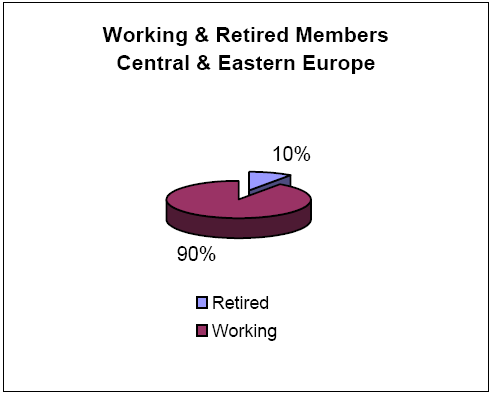 Working & Retired Members
Central & Eastern Europe
10%
90%
Retired
Working